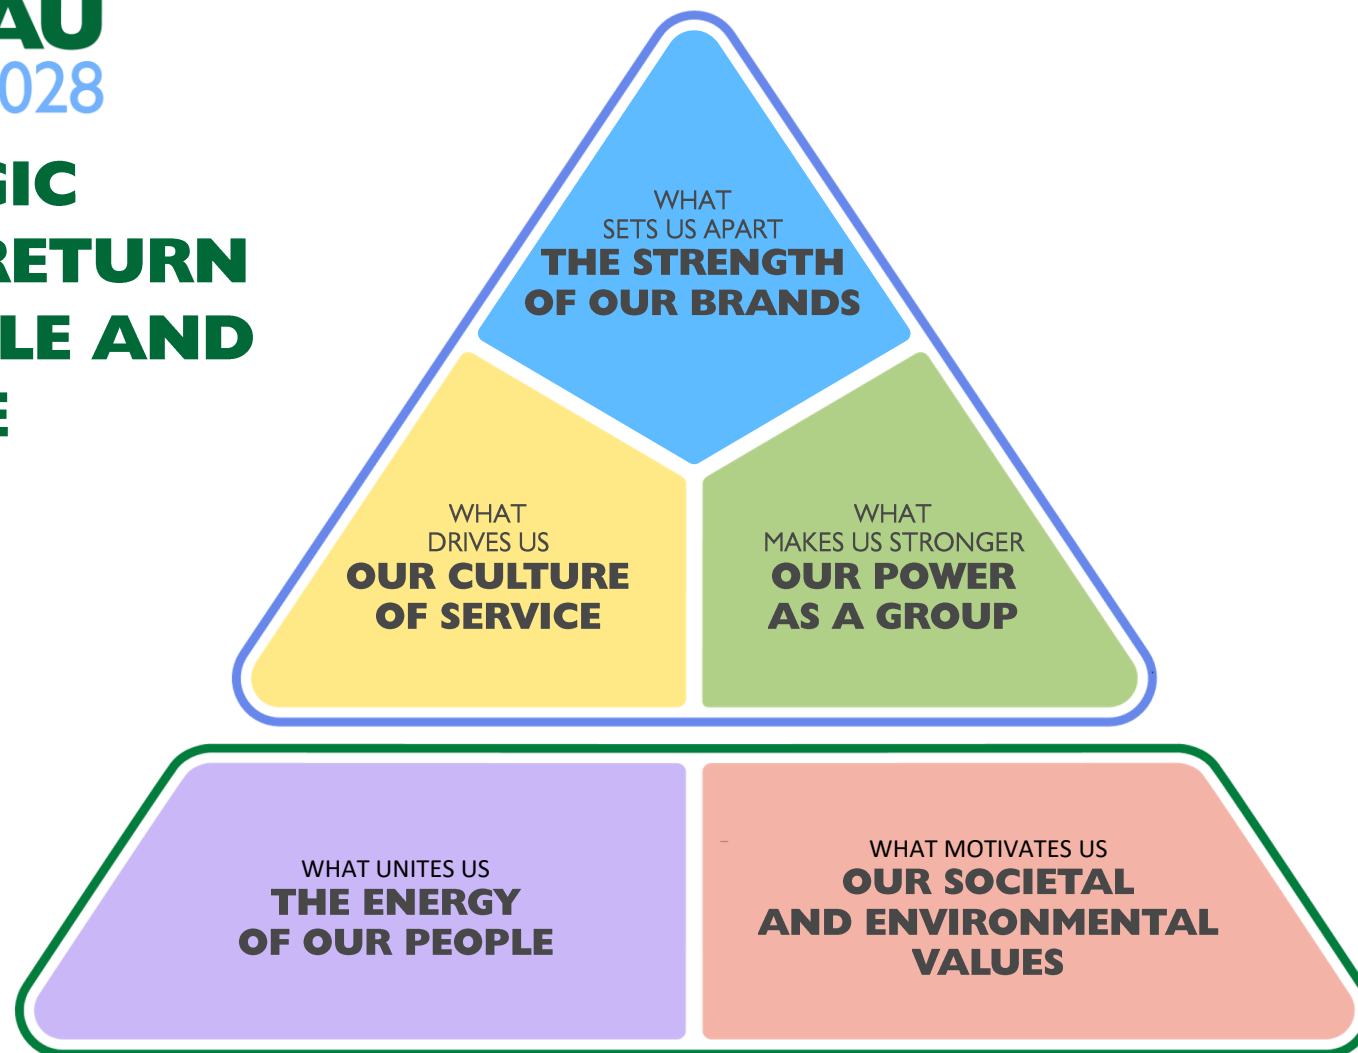 AU
028
GIC
RETURN
LE AND
E
WHAT
SETS US APART
THE STRENGTH
OF OUR BRANDS
WHAT
DRIVES US
OUR CULTURE
OF SERVICE
WHAT
MAKES US STRONGER
OUR POWER
AS A GROUP
WHAT UNITES US
THE ENERGY
OF OUR PEOPLE
WHAT MOTIVATES US
OUR SOCIETAL
AND ENVIRONMENTAL
VALUES